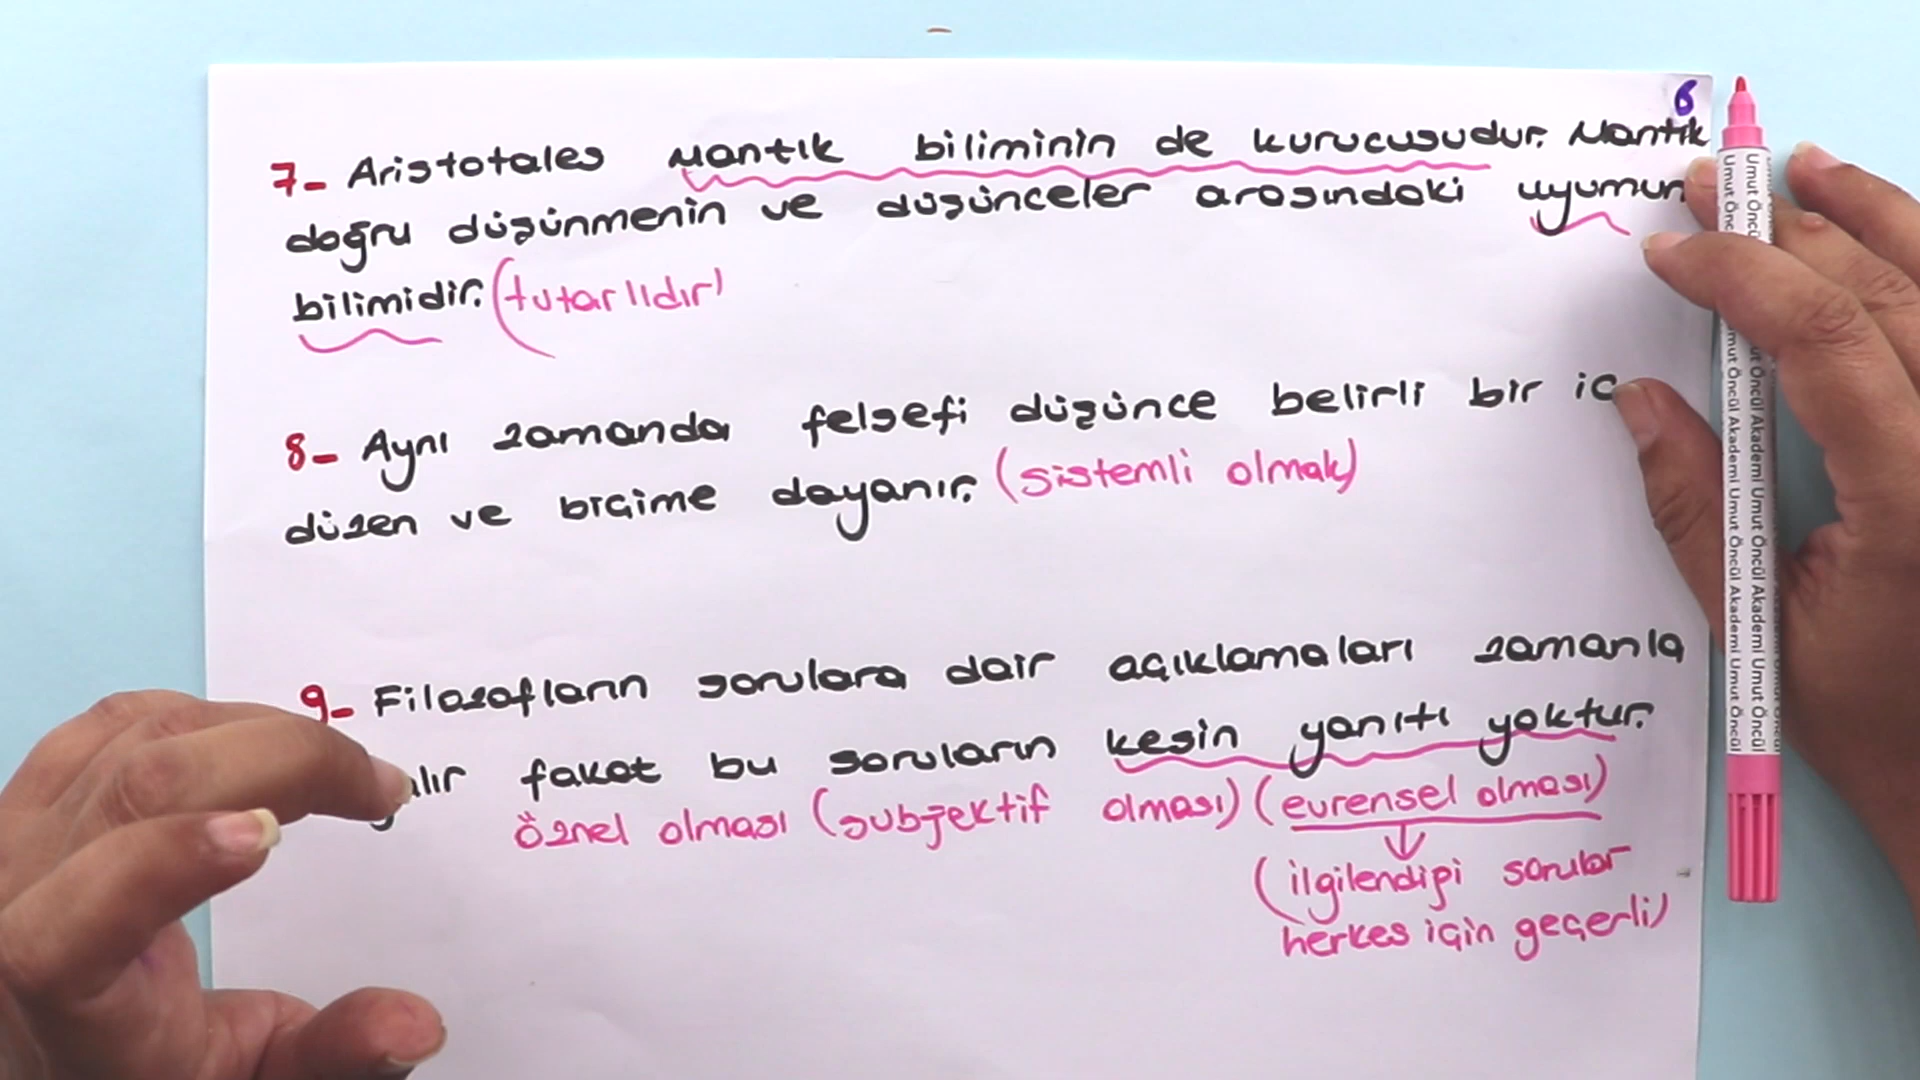 6
7- Aristotales Mantık biliminin de kurucusudur. Mantık
doğru düşünmenin ve düşünceler arasındaki uyumun
bilimidir. (tutarlıdır)
8- Aynı zamanda felsefi düşünce belirli bir iç
düzen ve biçime dayanır. (sistemli olmak)
9- Filozofların sorulara dair açıklamaları zamanla
fakat bu soruların kesin yanıtı yoktur.
öznel olması (subjektif olması) (evrensel olması)
(ilgilendiği sorular
herkes için geçerli)
Umut Öncül Akademi Umut Öncül Akademi Umut Öncül